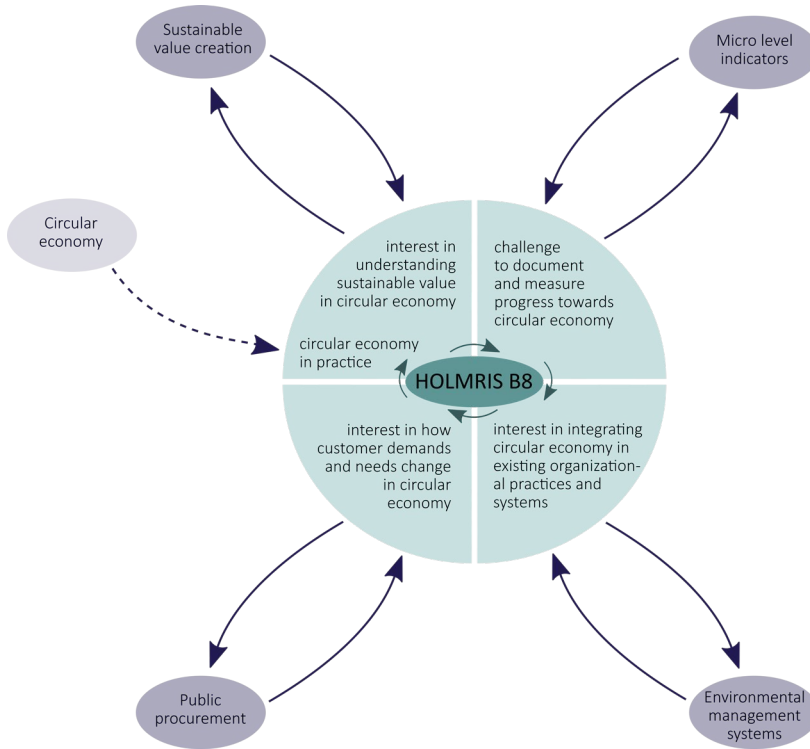 Sustainable
value creation
Micro level
indicators
Circular
economy
interest in
understanding
sustainable value
in circular economy
challenge
to document
and measure
progress towards
circular economy
circular economy
in practice
HOLMRIS B8
interest in how
customer demands
and needs change
in circular
economy
interest in integrating
circular economy in
existing organization-
al practices and
systems
Public
procurement
Environmental
management
systems